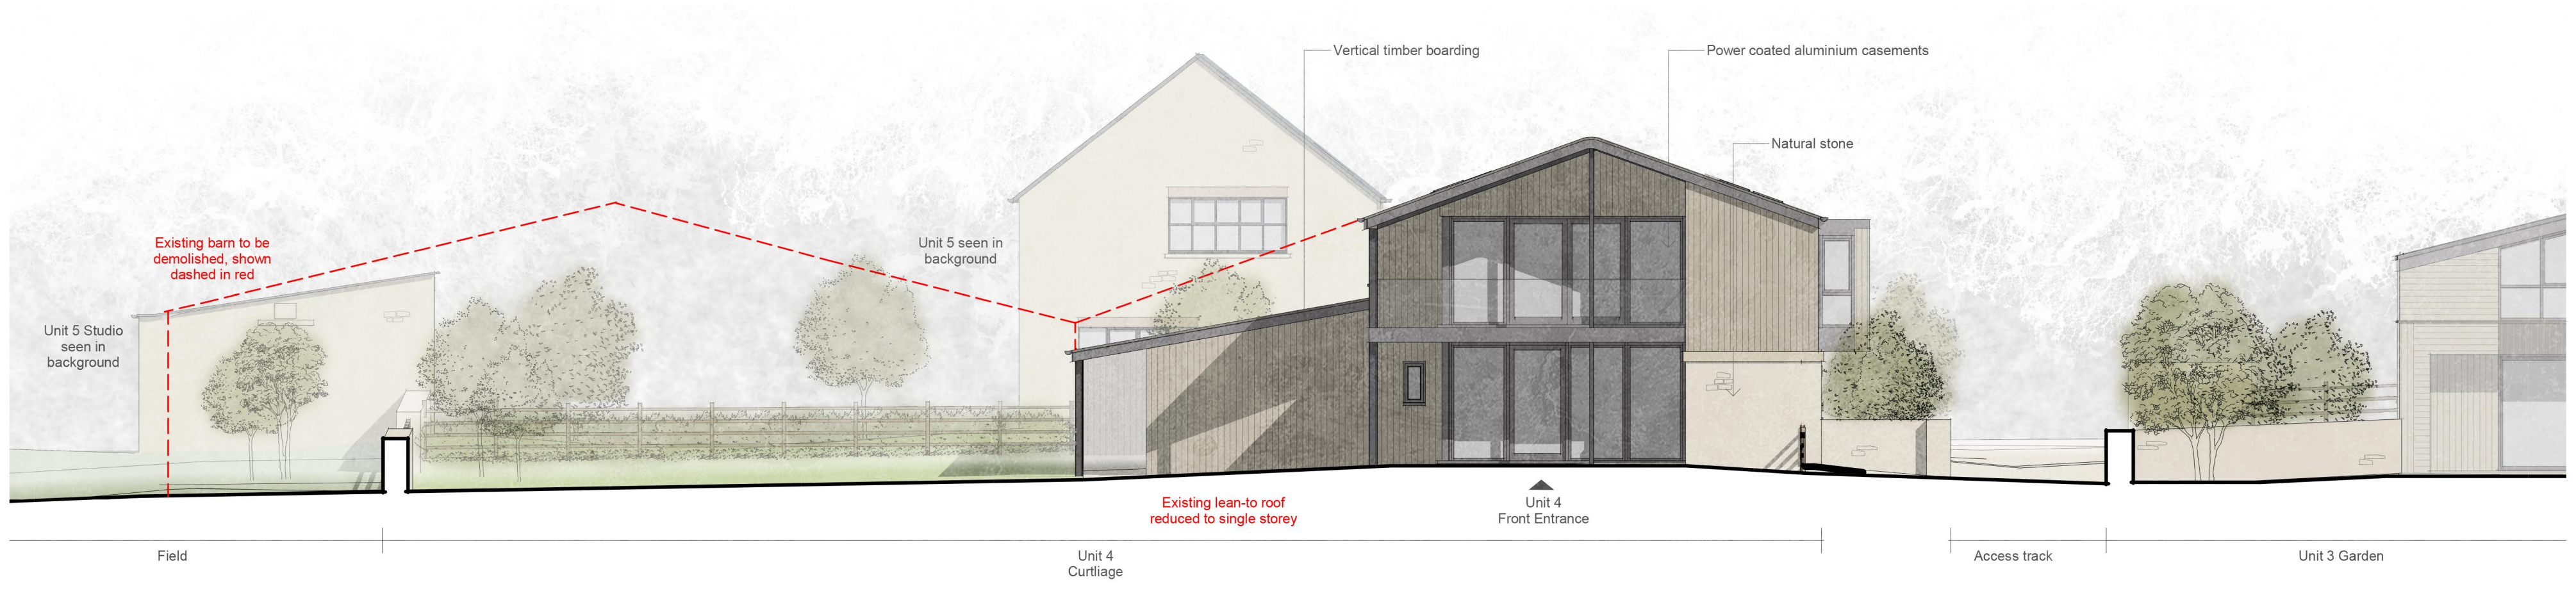 Vertical timber boarding
Power coated aluminium casements
Natural stone
Existing barn to be
demolished, shown
dashed in red
Unit 5 seen in
background
Unit 5 Studio
seen in
background
Existing lean-to roof
reduced to single storey
Unit 4
Front Entrance
Field
Unit 4
Curtliage
Access track
Unit 3 Garden